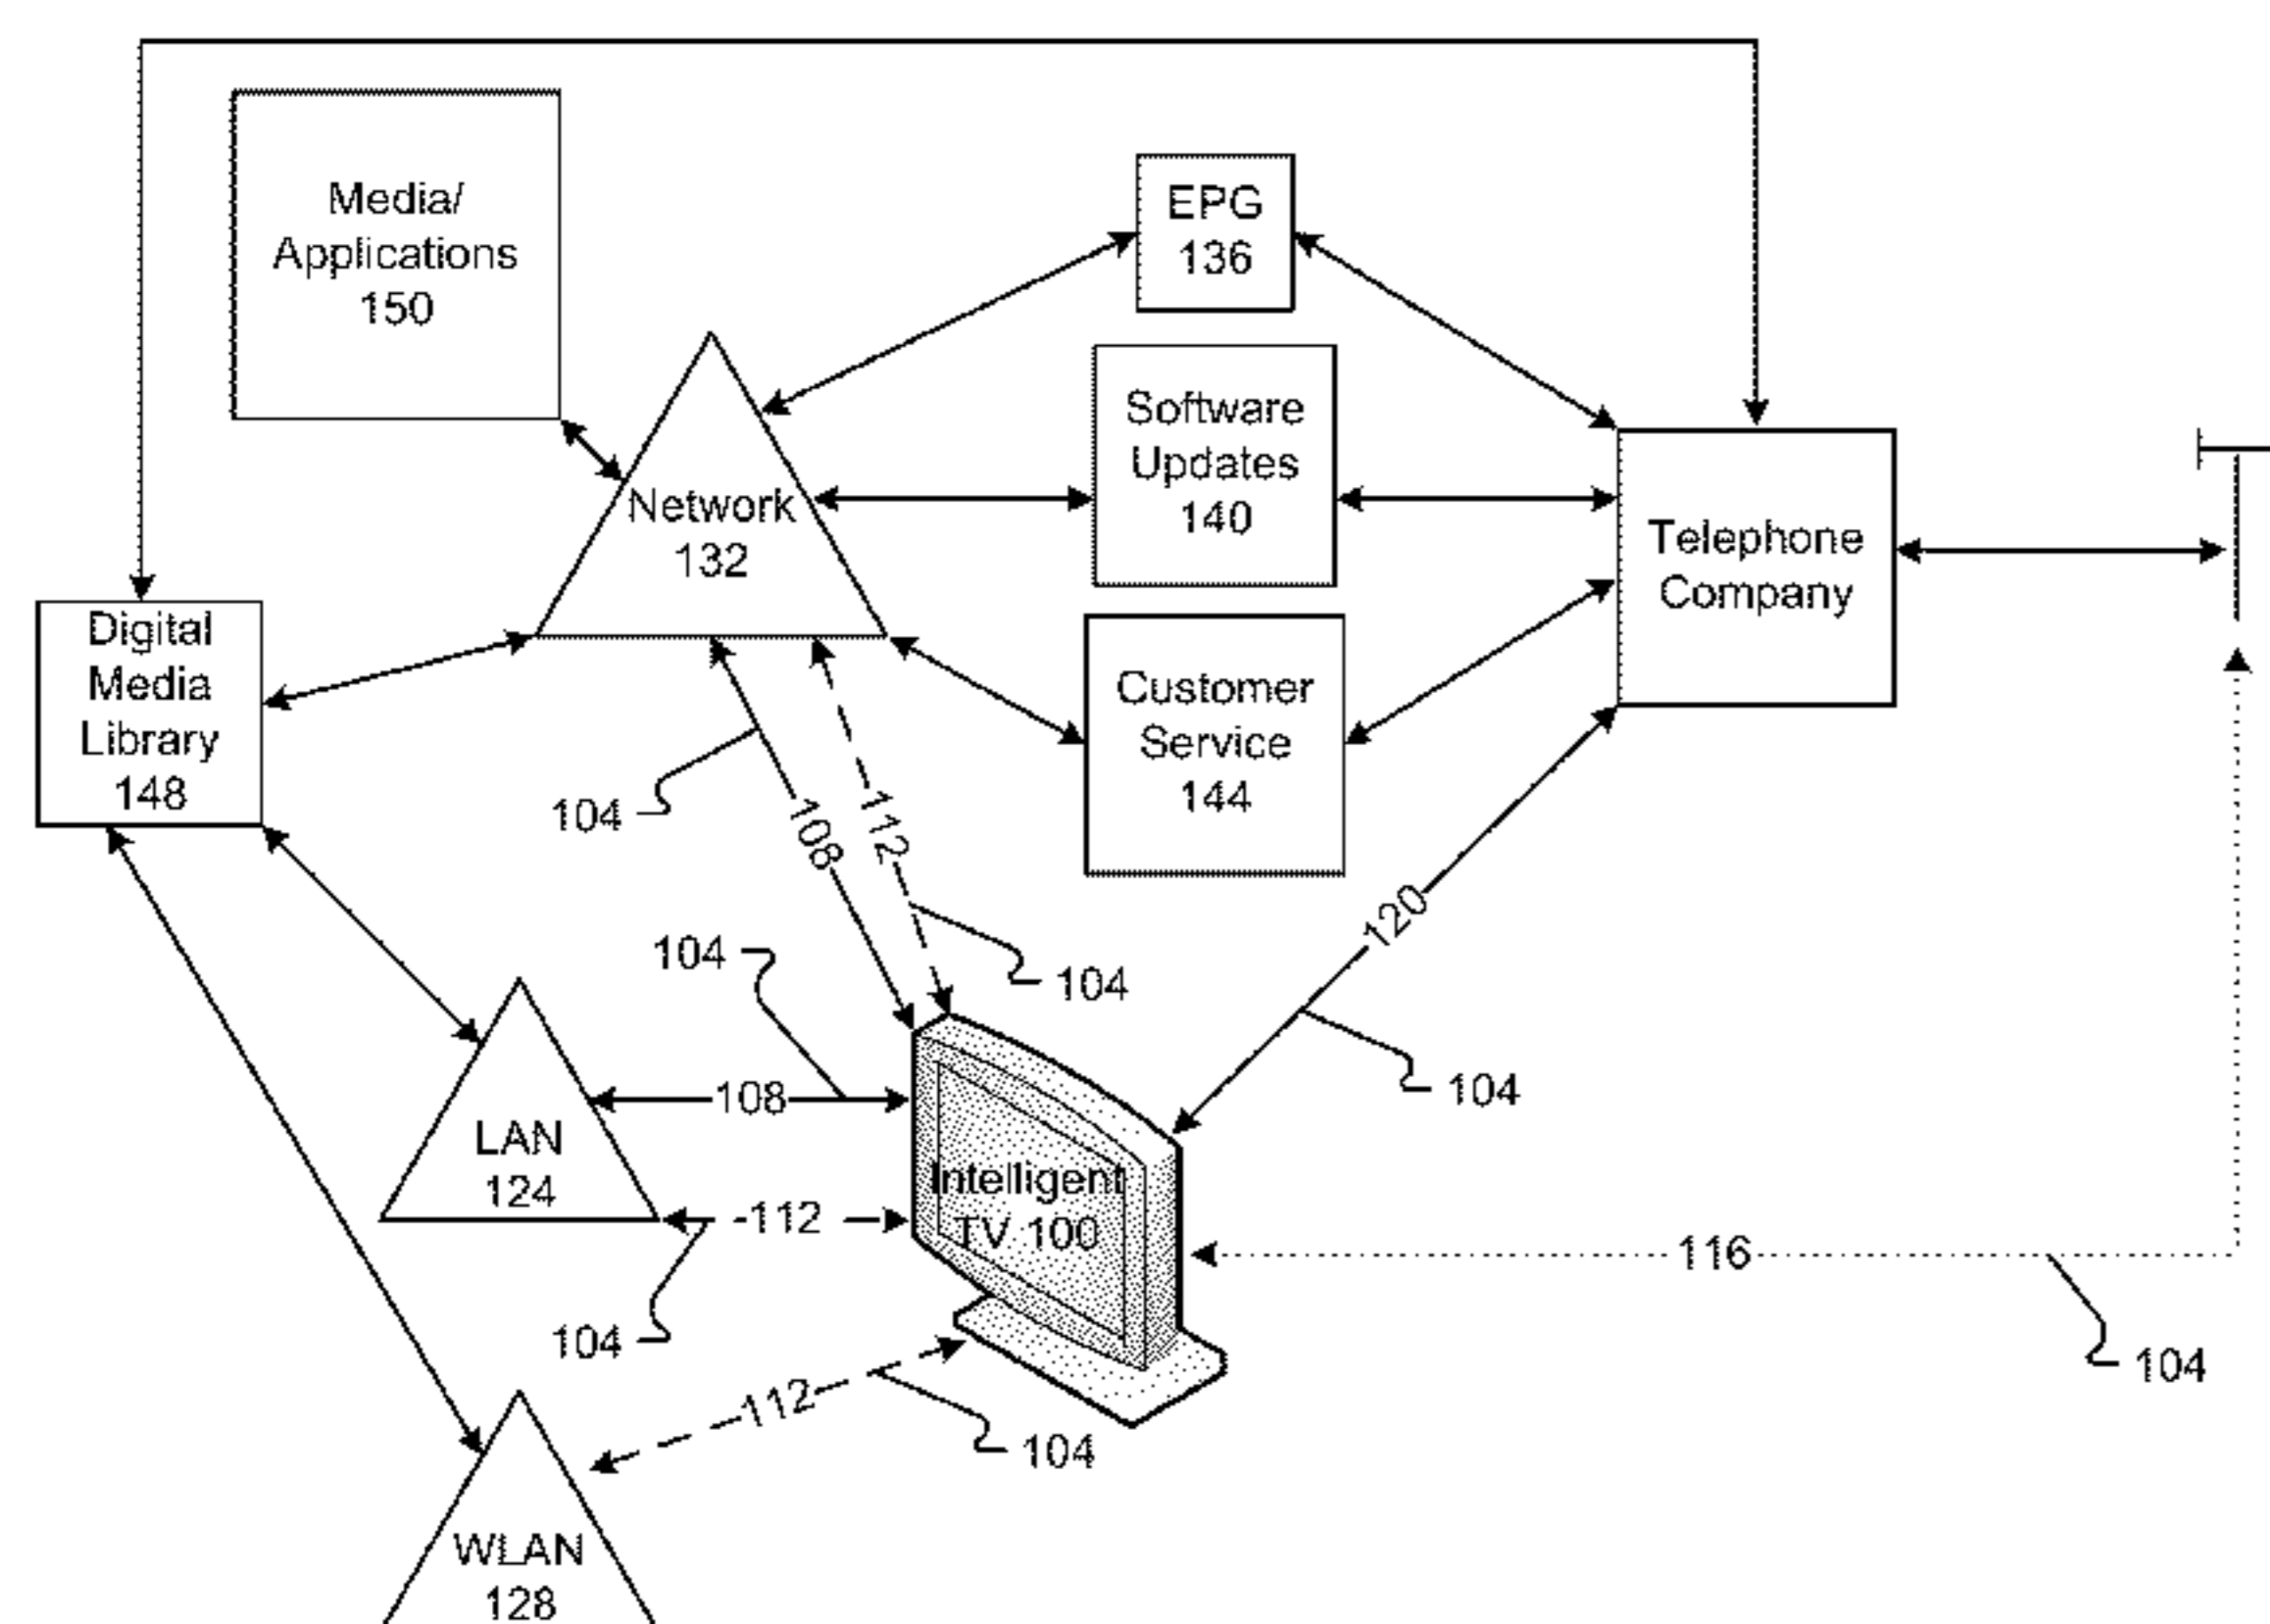 Media/
Applications
150
EPG
136
Software
Updates
140
Network
132
Telephone
Company
Digital
Media
Library
148
Customer
Service
144
104
108
112
120
104
104
104
108
LAN
124
Intelligent
TV 100
112
116
104
104
112
104
WLAN
128